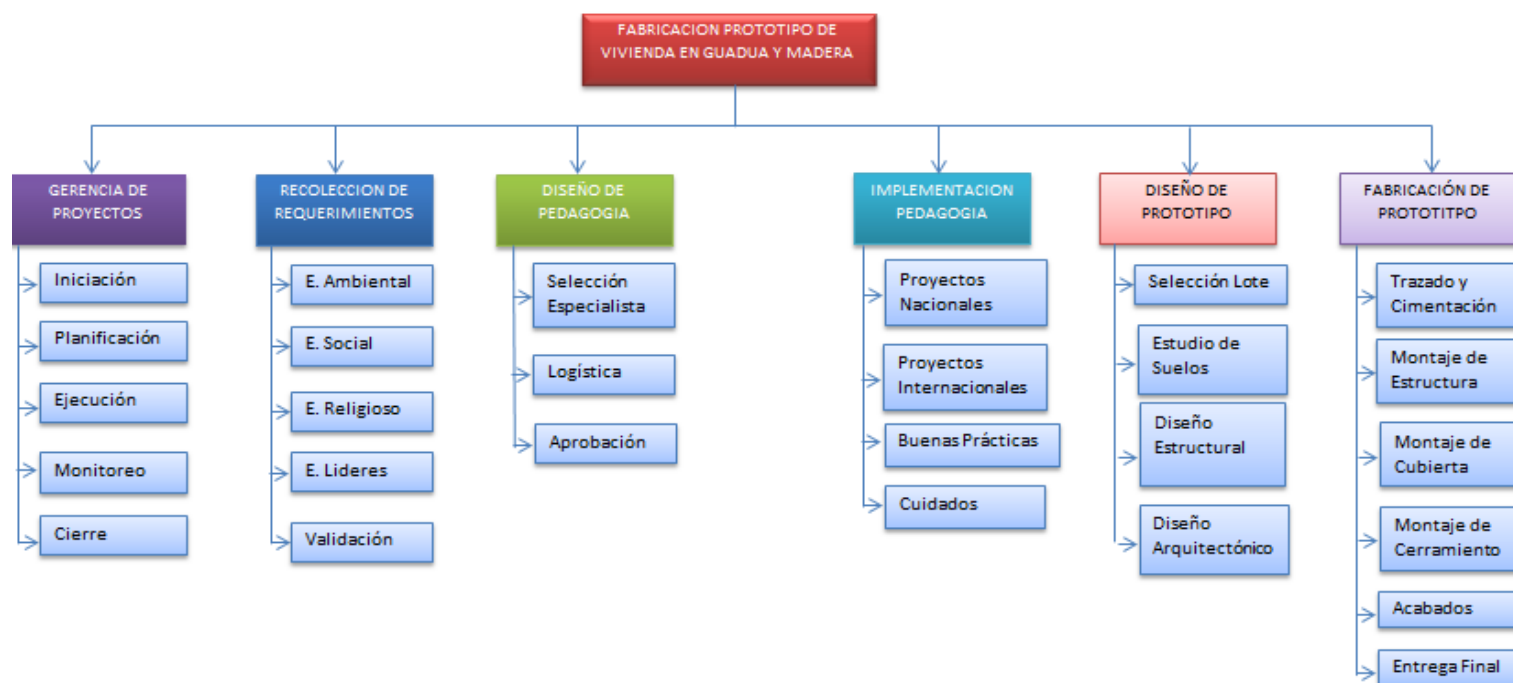 FABRICACION PROTOTIPO DE
VIVIENDA EN GUADUA Y MADERA
GERENCIA DE
PROYECTOS
Iniciación
Planificación
Ejecución
Monitoreo
Cierre
RECOLECCION DE
REQUERIMIENTOS
E. Ambiental
E. Social
E. Religioso
E. Lideres
Validación
DISEÑO DE
PEDAGOGIA
Selección
Especialista
Logística
Aprobación
IMPLEMENTACION
PEDAGOGIA
Proyectos
Nacionales
Proyectos
Internacionales
Buenas Prácticas
Cuidados
DISEÑO DE
PROTOTIPO
Selección Lote
Estudio de
Suelos
Diseño
Estructural
Diseño
Arquitectónico
FABRICACIÓN DE
PROTOTITPO
Trazado y
Cimentación
Montaje de
Estructura
Montaje de
Cubierta
Montaje de
Cerramiento
Acabados
Entrega Final